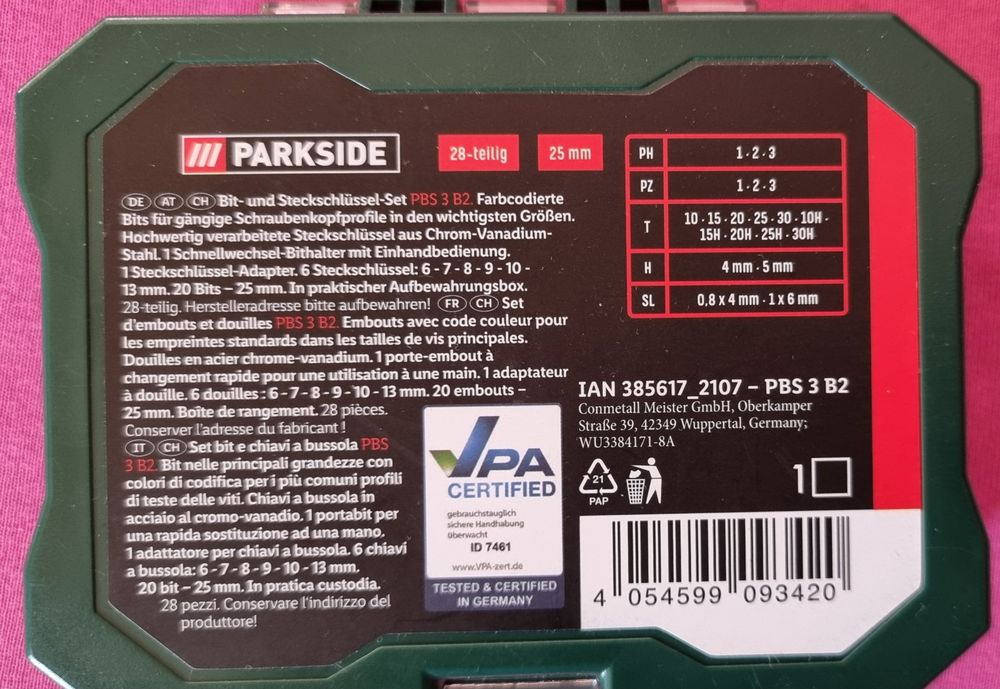 PARKSIDE
28-teilig
25 mm
DE AT CH Bit- und Steckschlüssel-Set PBS 3 B2. Farbcodierte
Bits für gängige Schraubenkopfprofile in den wichtigsten Größen.
Hochwertig verarbeitete Steckschlüssel aus Chrom-Vanadium-
Stahl. 1 Schnellwechsel-Bithalter mit Einhandbedienung.
1 Steckschlüssel-Adapter. 6 Steckschlüssel: 6 - 7 - 8 - 9 - 10 -
13 mm. 20 Bits – 25 mm. In praktischer Aufbewahrungsbox.
28-teilig. Herstelleradresse bitte aufbewahren! FR CH Set
d'embouts et douilles PBS 3 B2. Embouts avec code couleur pour
les empreintes standards dans les tailles de vis principales.
Douilles en acier chrome-vanadium. 1 porte-embout à
changement rapide pour une utilisation à une main. 1 adaptateur
à douille. 6 douilles : 6 - 7 - 8 - 9 - 10 - 13 mm. 20 embouts –
25 mm. Boîte de rangement. 28 pièces.
Conserver l'adresse du fabricant !
IT CH Set bit e chiavi a bussola PBS
3 B2. Bit nelle principali grandezze con
colori di codifica per i più comuni profili
di teste delle viti. Chiavi a bussola in
acciaio al cromo-vanadio. 1 portabit per
una rapida sostituzione ad una mano.
1 adattatore per chiavi a bussola. 6 chiavi
a bussola: 6 - 7 - 8 - 9 - 10 - 13 mm.
20 bit – 25 mm. In pratica custodia.
28 pezzi. Conservare l'indirizzo del
produttore!
PH 1 · 2 · 3
PZ 1 · 2 · 3
T 10 · 15 · 20 · 25 · 30 · 10H ·
15H · 20H · 25H · 30H
H 4 mm · 5 mm
SL 0,8 x 4 mm · 1 x 6 mm
IAN 385617_2107 – PBS 3 B2
Conmetall Meister GmbH, Oberkamper
Straße 39, 42349 Wuppertal, Germany;
WU3384171-8A
21
PAP
1
VPA
CERTIFIED
gebrauchstauglich
sichere Handhabung
überwacht
ID 7461
www.VPA-zert.de
TESTED & CERTIFIED
IN GERMANY
4 054599 093420